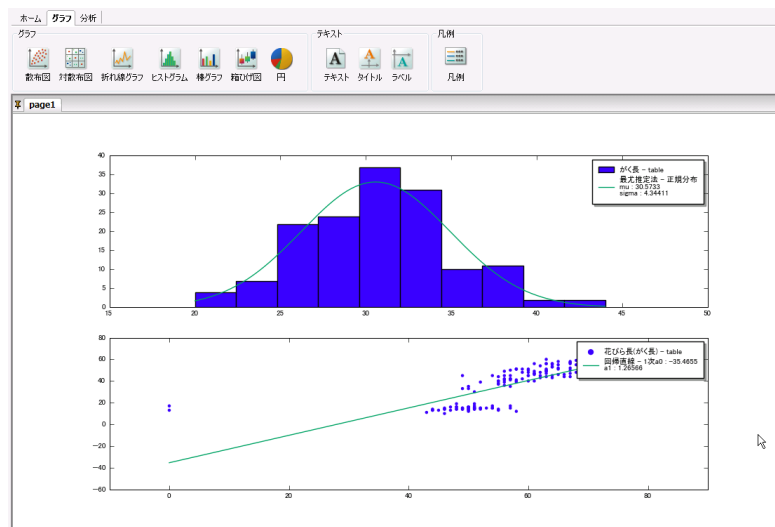 ホーム グラフ 分析
グラフ テキスト 凡例
散布図 対散布図 折れ線グラフ ヒストグラム 棒グラフ 箱ひげ図 円 テキスト タイトル ラベル 凡例
page1
40
35
30
25
20
15
10
5
0
15 20 25 30 35 40 45 50
がく長 - table
最尤推定法 - 正規分布
mu : 30.5733
sigma : 4.34411
80
60
40
20
0
-20
-40
-60
0 20 40 60 80
花びら長(がく長) - table
回帰直線 - 1次a0 : -35.4655
a1 : 1.26566